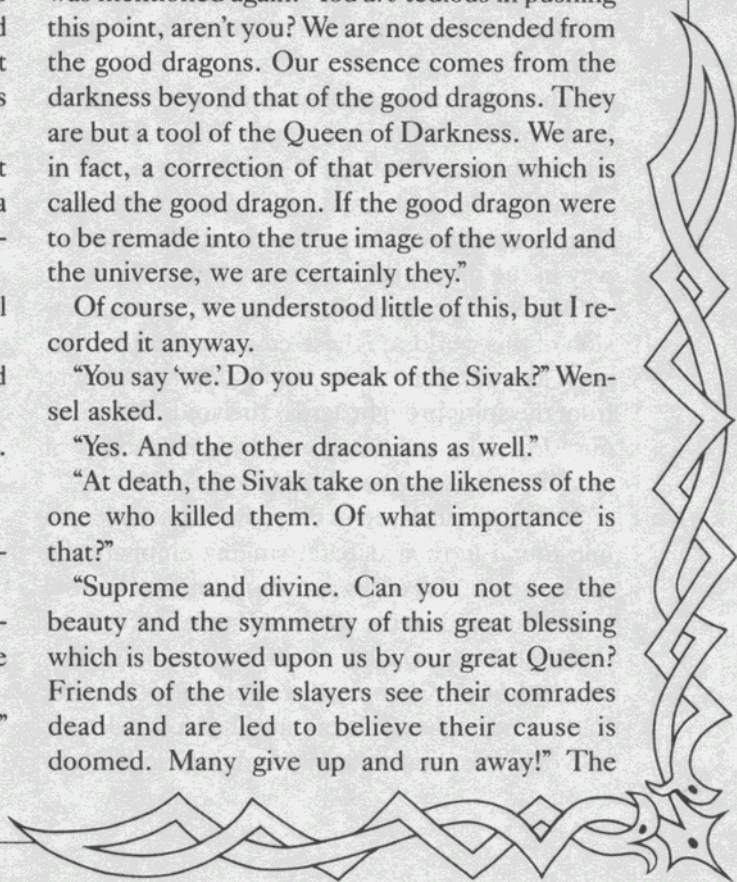 this point, aren't you? We are not descended from
the good dragons. Our essence comes from the
darkness beyond that of the good dragons. They
are but a tool of the Queen of Darkness. We are,
in fact, a correction of that perversion which is
called the good dragon. If the good dragon were
to be remade into the true image of the world and
the universe, we are certainly they."
Of course, we understood little of this, but I re-
corded it anyway.
"You say 'we.' Do you speak of the Sivak?" Wen-
sel asked.
"Yes. And the other draconians as well."
"At death, the Sivak take on the likeness of the
one who killed them. Of what importance is
that?"
"Supreme and divine. Can you not see the
beauty and the symmetry of this great blessing
which is bestowed upon us by our great Queen?
Friends of the vile slayers see their comrades
dead and are led to believe their cause is
doomed. Many give up and run away!" The